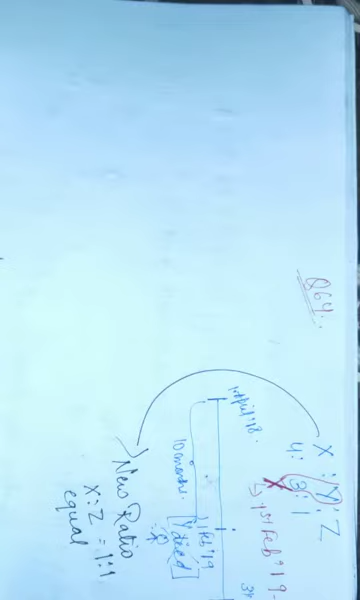 Q64.
X : Y : Z
4 : 3 : 1
↳ 1st Feb '19
1st April '18.
1 Feb '19
10 months.
[Y died]
New Ratio
X : Z = 1:1
equal